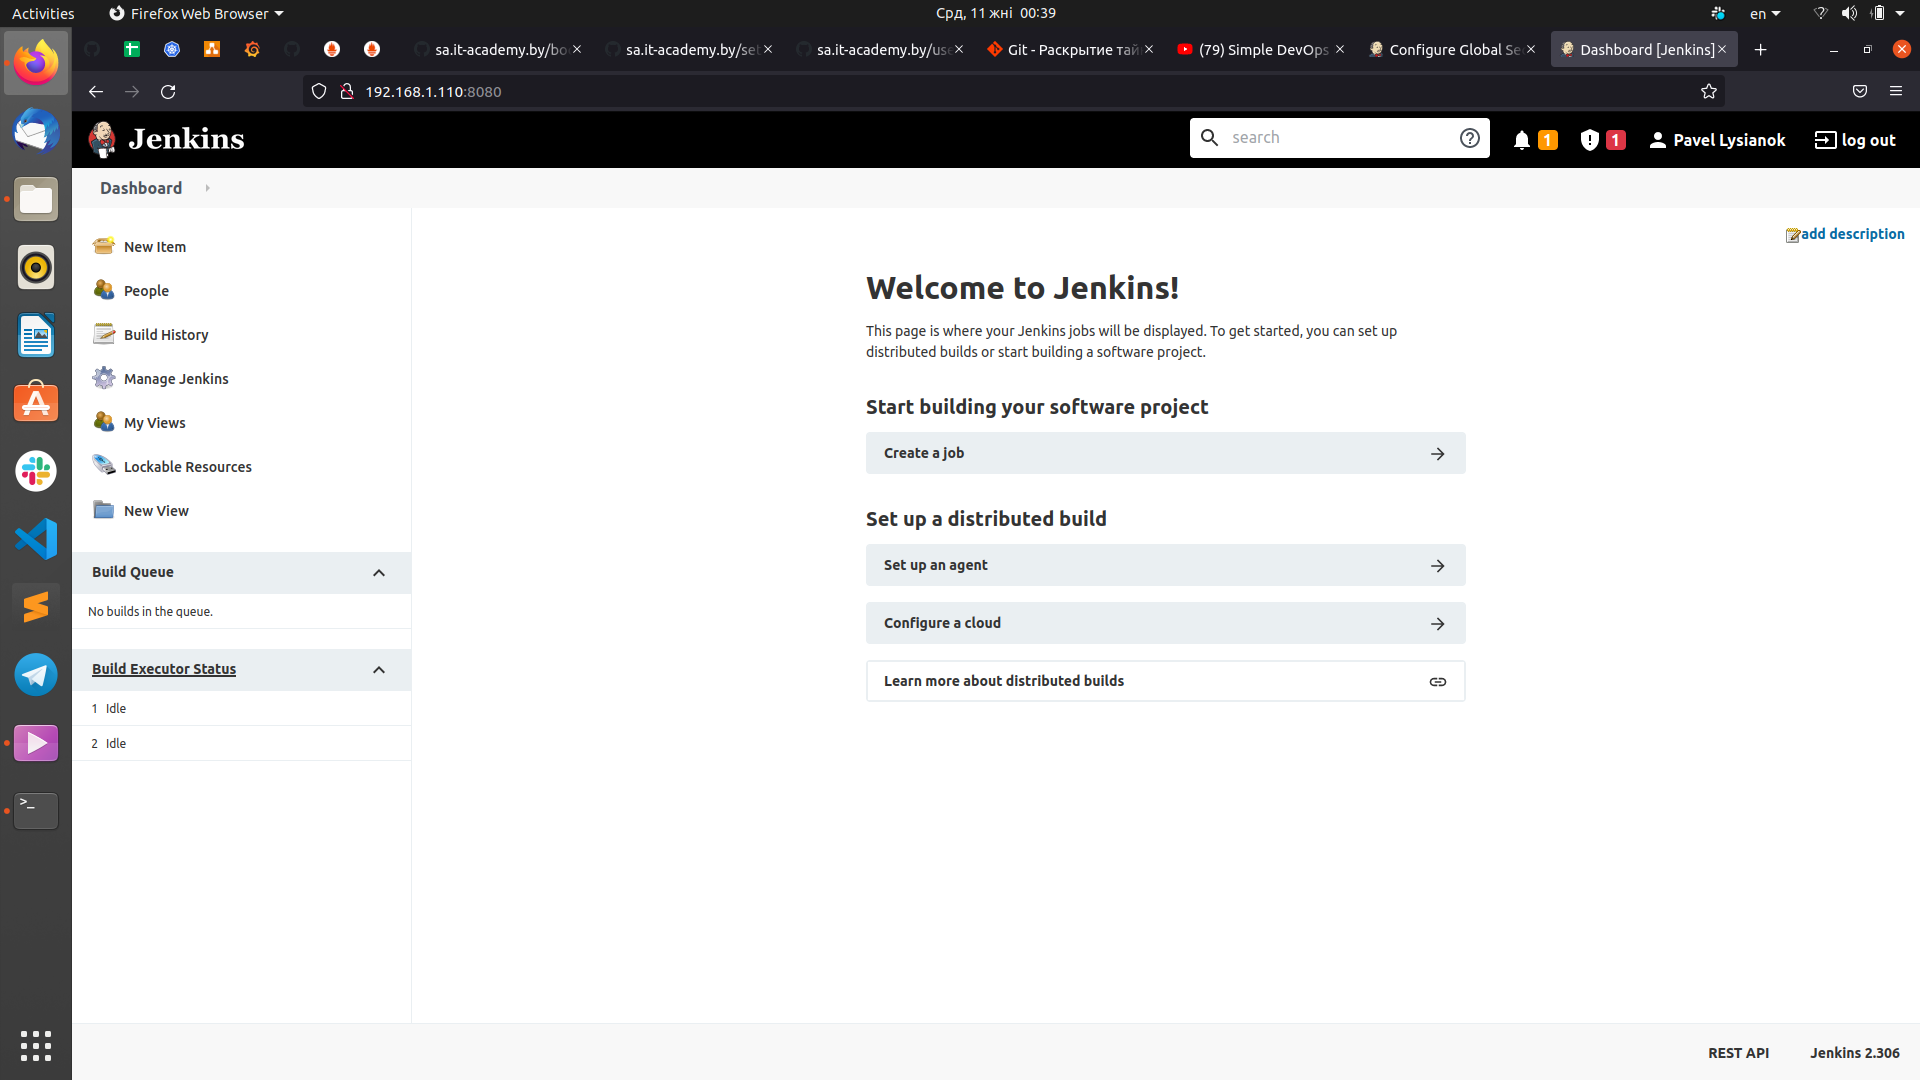 Activities
Firefox Web Browser
Срд, 11 жні 00:39
en
sa.it-academy.by/bo
sa.it-academy.by/set
sa.it-academy.by/use
Git - Раскрытие тай
(79) Simple DevOps
Configure Global Se
Dashboard [Jenkins]
192.168.1.110:8080
Jenkins
search
1
1
Pavel Lysianok
log out
Dashboard
add description
New Item
People
Build History
Manage Jenkins
My Views
Lockable Resources
New View
Build Queue
No builds in the queue.
Build Executor Status
1 Idle
2 Idle
Welcome to Jenkins!
This page is where your Jenkins jobs will be displayed. To get started, you can set up
distributed builds or start building a software project.
Start building your software project
Create a job
Set up a distributed build
Set up an agent
Configure a cloud
Learn more about distributed builds
REST API
Jenkins 2.306